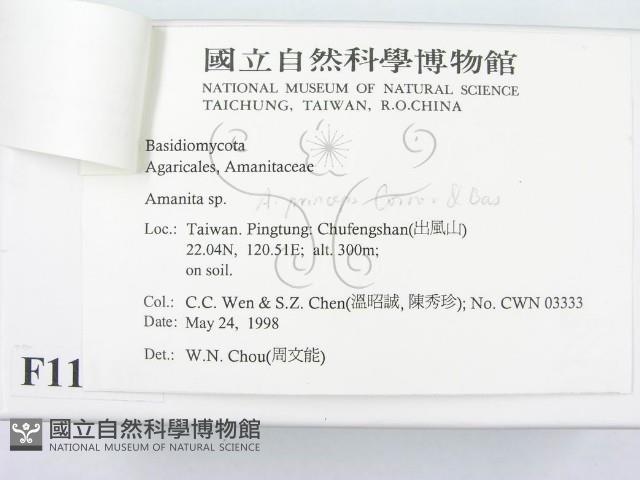 國立自然科學博物館
NATIONAL MUSEUM OF NATURAL SCIENCE
TAICHUNG, TAIWAN, R.O.CHINA
Basidiomycota
Agaricales, Amanitaceae
Amanita sp. A. princeps Corner & Bas
Loc.: Taiwan. Pingtung: Chufengshan(出風山)
22.04N, 120.51E; alt. 300m;
on soil.
Col.: C.C. Wen & S.Z. Chen(溫昭誠, 陳秀珍); No. CWN 03333
Date: May 24, 1998
Det.: W.N. Chou(周文能)
F11
國立自然科學博物館
NATIONAL MUSEUM OF NATURAL SCIENCE